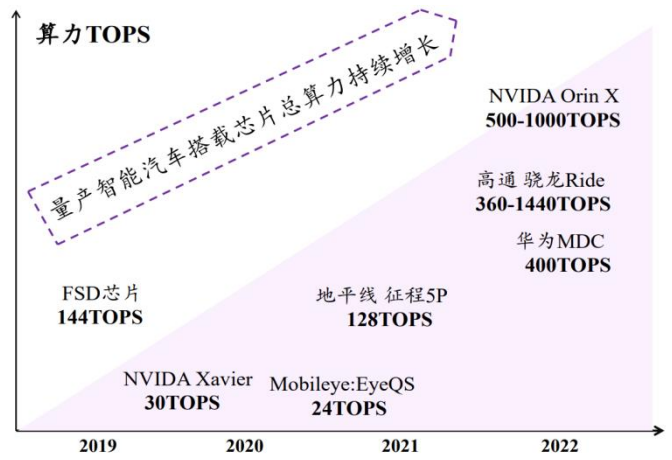 算力TOPS
量产智能汽车搭载芯片总算力持续增长
NVIDA Orin X
500-1000TOPS
高通 骁龙Ride
360-1440TOPS
华为MDC
400TOPS
FSD芯片
144TOPS
地平线 征程5P
128TOPS
NVIDA Xavier
30TOPS
Mobileye:EyeQS
24TOPS
2019
2020
2021
2022